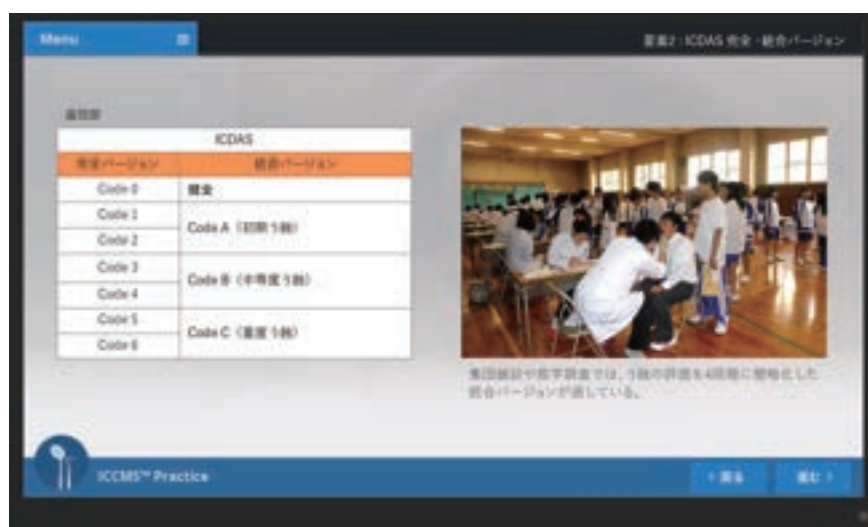 Menu
要素2：ICDAS 完全・統合バージョン
歯冠部
ICDAS
完全バージョン 統合バージョン
Code 0 健全
Code 1
Code A（初期う蝕）
Code 2
Code 3
Code B（中等度う蝕）
Code 4
Code 5
Code C（重度う蝕）
Code 6
集団健診や疫学調査では、う蝕の評価を4段階に簡略化した
統合バージョンが適している。
ICCMS™ Practice
戻る
進む